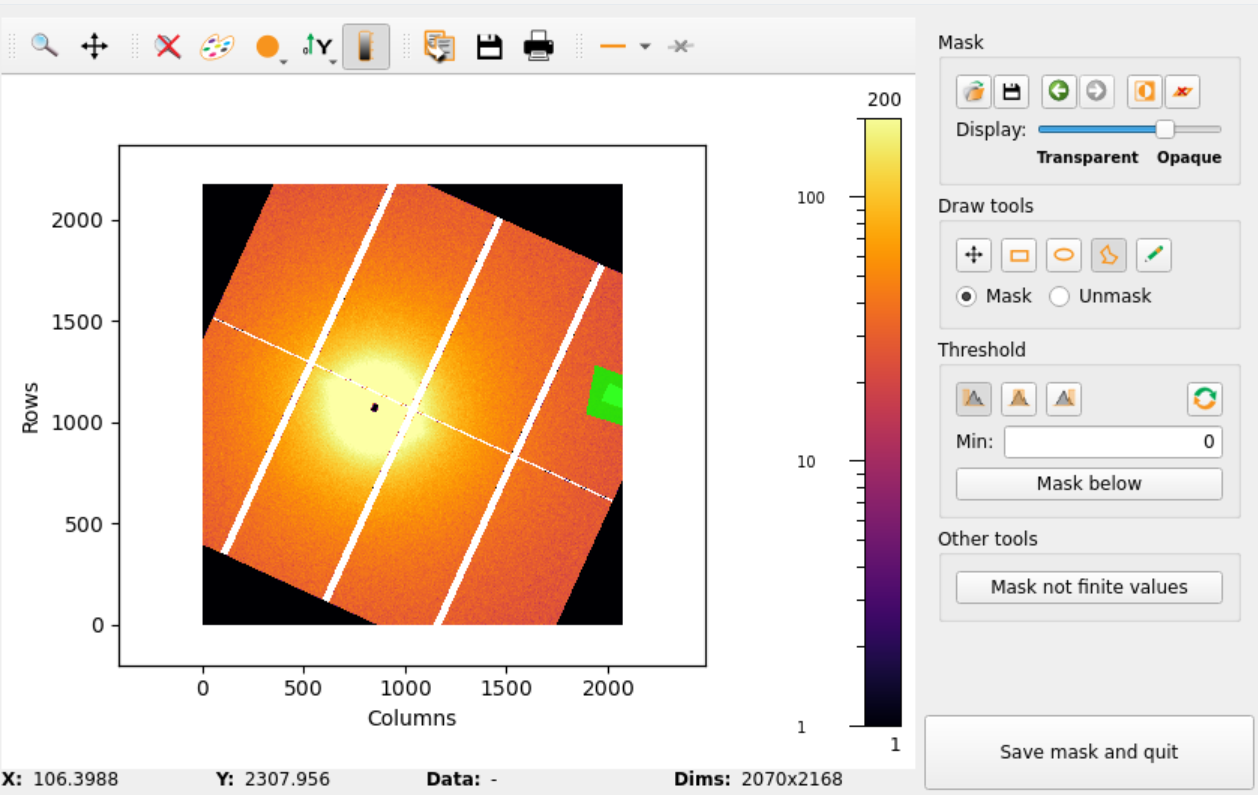 Y
Mask
Display:
Transparent Opaque
Draw tools
Mask Unmask
Threshold
Min: 0
Mask below
Other tools
Mask not finite values
Save mask and quit
200
100
10
1
1
Rows
2000
1500
1000
500
0
0 500 1000 1500 2000
Columns
X: 106.3988 Y: 2307.956 Data: - Dims: 2070x2168